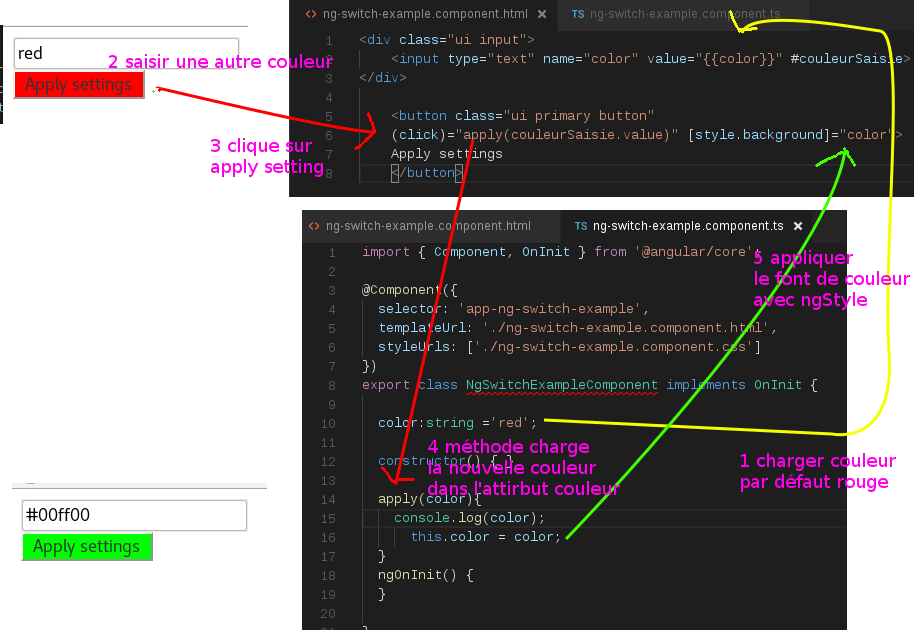 red
Apply settings
2 saisir une autre couleur
3 clique sur
apply setting
<> ng-switch-example.component.html ×
TS ng-switch-example.component.ts
1 <div class="ui input">
<input type="text" name="color" value="{{color}}" #couleurSaisie>
3 </div>
4
5 <button class="ui primary button"
6 (click)="apply(couleurSaisie.value)" [style.background]="color">
7 Apply settings
8 </button>
<> ng-switch-example.component.html
TS ng-switch-example.component.ts ×
1 import { Component, OnInit } from '@angular/core';
2
3 @Component({
4 selector: 'app-ng-switch-example',
5 templateUrl: './ng-switch-example.component.html',
6 styleUrls: ['./ng-switch-example.component.css']
7 })
8 export class NgSwitchExampleComponent implements OnInit {
9
10 color:string ='red';
11
12 constructor() { }
13
14 apply(color){
15 console.log(color);
16 this.color = color;
17 }
18 ngOnInit() {
19 }
20
5 appliquer
le font de couleur
avec ngStyle
4 méthode charge
la nouvelle couleur
dans l'attirbut couleur
1 charger couleur
par défaut rouge
#00ff00
Apply settings